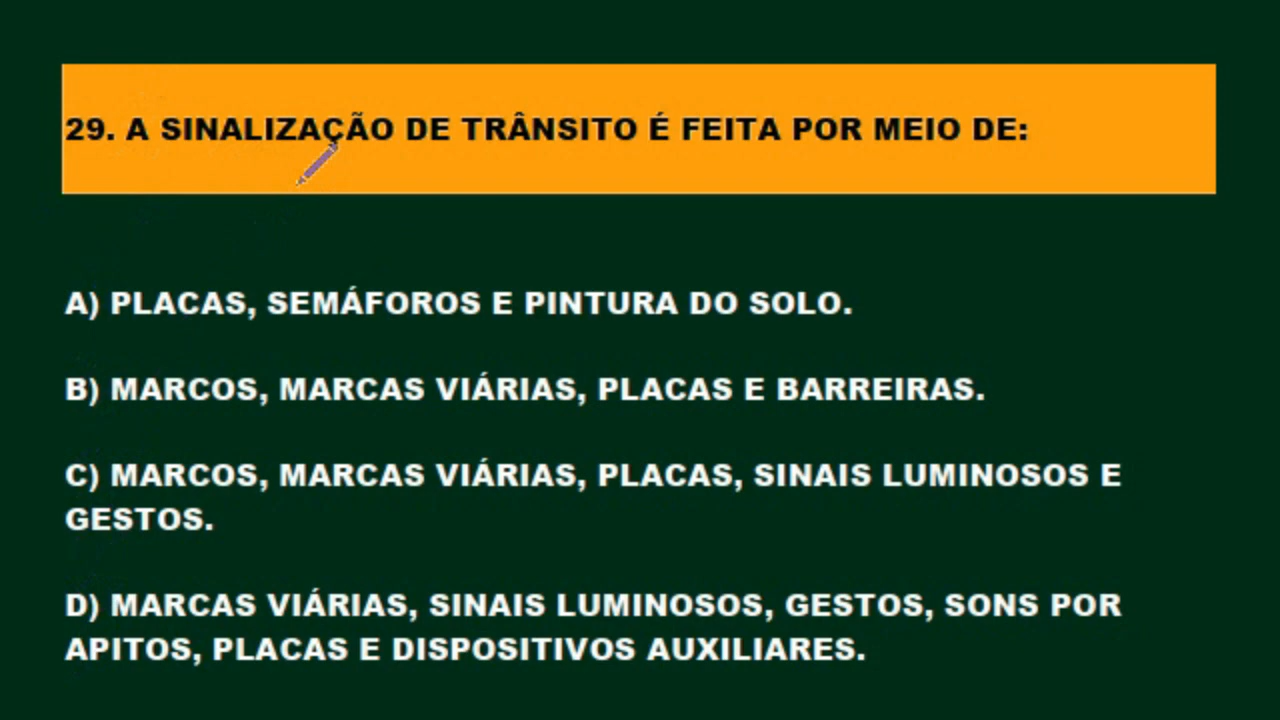 29. A SINALIZAÇÃO DE TRÂNSITO É FEITA POR MEIO DE:
A) PLACAS, SEMÁFOROS E PINTURA DO SOLO.
B) MARCOS, MARCAS VIÁRIAS, PLACAS E BARREIRAS.
C) MARCOS, MARCAS VIÁRIAS, PLACAS, SINAIS LUMINOSOS E
GESTOS.
D) MARCAS VIÁRIAS, SINAIS LUMINOSOS, GESTOS, SONS POR
APITOS, PLACAS E DISPOSITIVOS AUXILIARES.